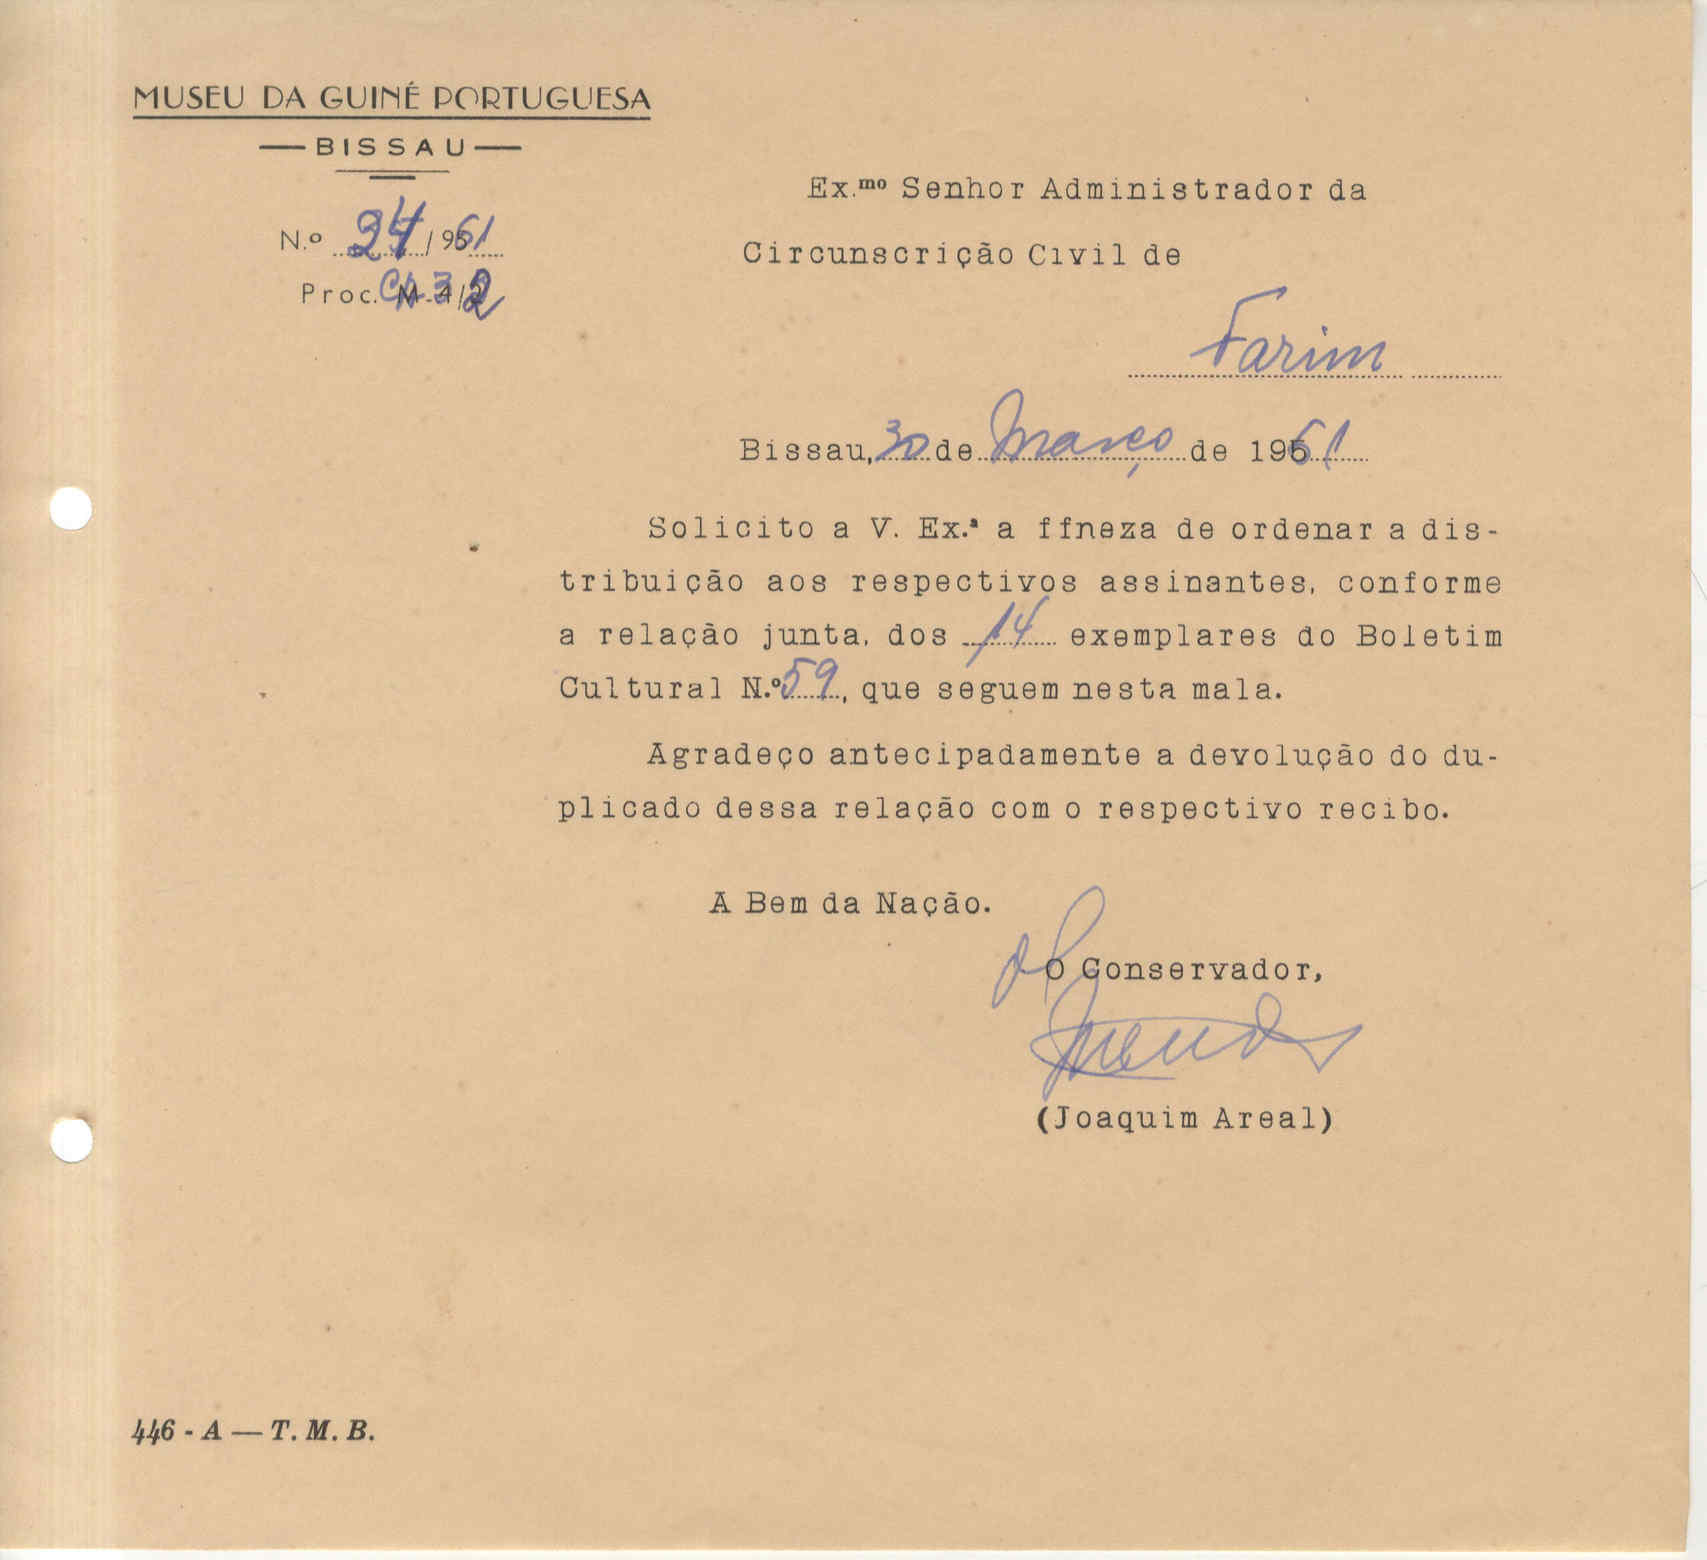 MUSEU DA GUINÉ PORTUGUESA
— BISSAU —
N.º 24/961
Proc. M-4/2
Ex.mo Senhor Administrador da
Circunscrição Civil de
Farim
Bissau, 30 de Março de 1961
Solicito a V. Ex.ª a ffneza de ordenar a dis-
tribuição aos respectivos assinantes, conforme
a relação junta, dos 14 exemplares do Boletim
Cultural N.º 59, que seguem nesta mala.
Agradeço antecipadamente a devolução do du-
plicado dessa relação com o respectivo recibo.
A Bem da Nação.
O Conservador,
(Joaquim Areal)
446 - A — T. M. B.